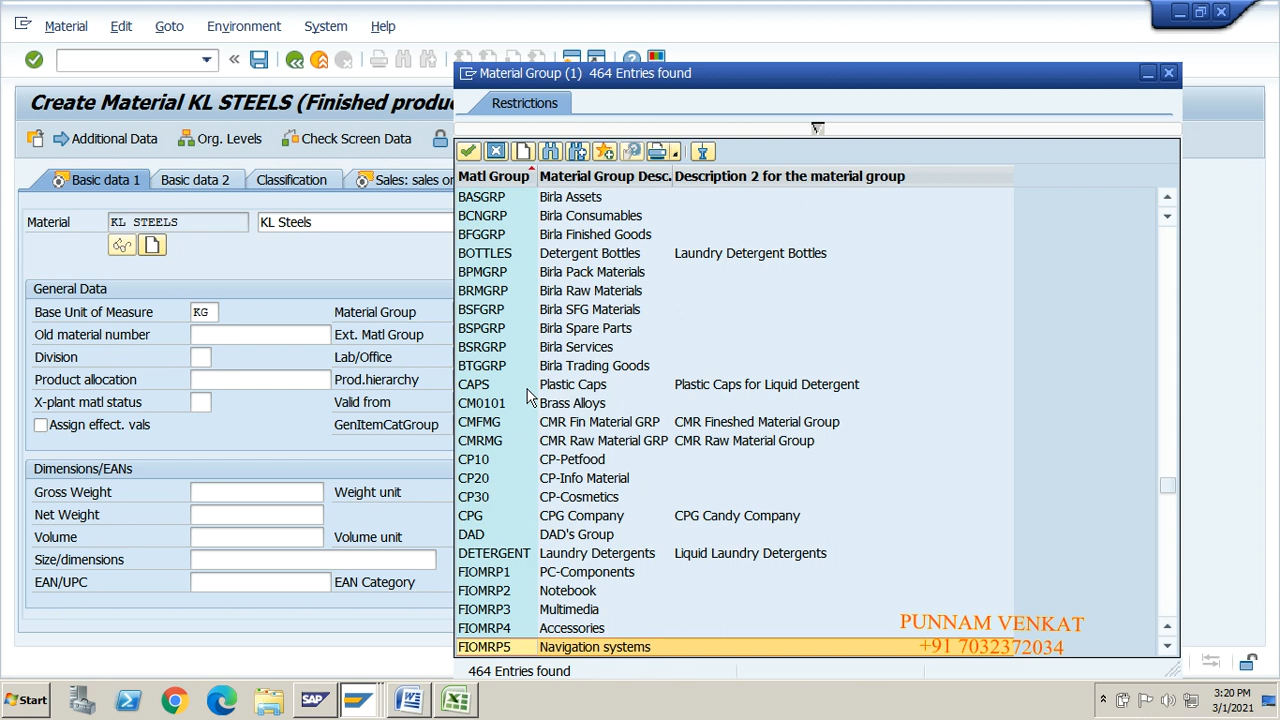 Material Edit Goto Environment System Help
Material Group (1) 464 Entries found
Create Material KL STEELS (Finished produc
Restrictions
Additional Data Org. Levels Check Screen Data
Basic data 1 Basic data 2 Classification Sales: sales or
Material KL STEELS KL Steels
General Data
Base Unit of Measure KG Material Group
Old material number Ext. Matl Group
Division Lab/Office
Product allocation Prod.hierarchy
X-plant matl status Valid from
Assign effect. vals GenItemCatGroup
Dimensions/EANs
Gross Weight Weight unit
Net Weight
Volume Volume unit
Size/dimensions
EAN/UPC EAN Category
Matl Group Material Group Desc. Description 2 for the material group
BASGRP Birla Assets
BCNGRP Birla Consumables
BFGGRP Birla Finished Goods
BOTTLES Detergent Bottles Laundry Detergent Bottles
BPMGRP Birla Pack Materials
BRMGRP Birla Raw Materials
BSFGRP Birla SFG Materials
BSPGRP Birla Spare Parts
BSRGRP Birla Services
BTGGRP Birla Trading Goods
CAPS Plastic Caps Plastic Caps for Liquid Detergent
CM0101 Brass Alloys
CMFMG CMR Fin Material GRP CMR Fineshed Material Group
CMRMG CMR Raw Material GRP CMR Raw Material Group
CP10 CP-Petfood
CP20 CP-Info Material
CP30 CP-Cosmetics
CPG CPG Company CPG Candy Company
DAD DAD's Group
DETERGENT Laundry Detergents Liquid Laundry Detergents
FIOMRP1 PC-Components
FIOMRP2 Notebook
FIOMRP3 Multimedia
FIOMRP4 Accessories
FIOMRP5 Navigation systems
PUNNAM VENKAT
+91 7032372034
464 Entries found
Start
3:20 PM
3/1/2021